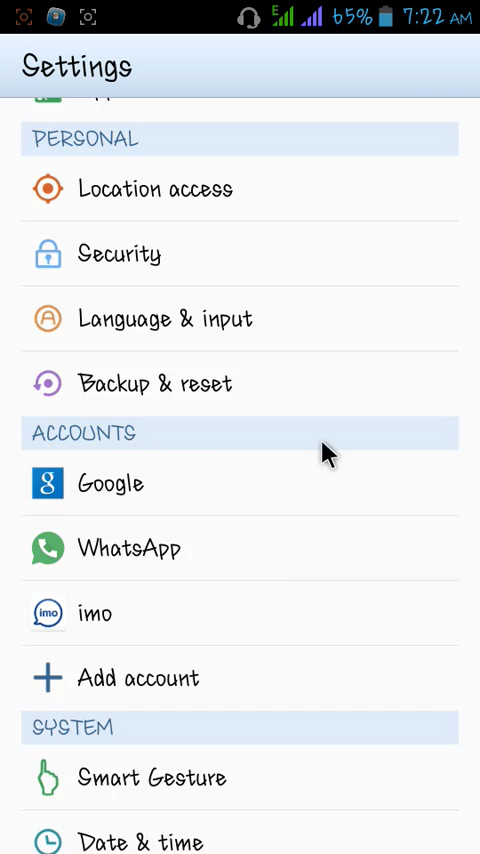 E 65% 7:22 AM
Settings
PERSONAL
Location access
Security
A Language & input
Backup & reset
ACCOUNTS
g Google
WhatsApp
imo imo
Add account
SYSTEM
Smart Gesture
Date & time